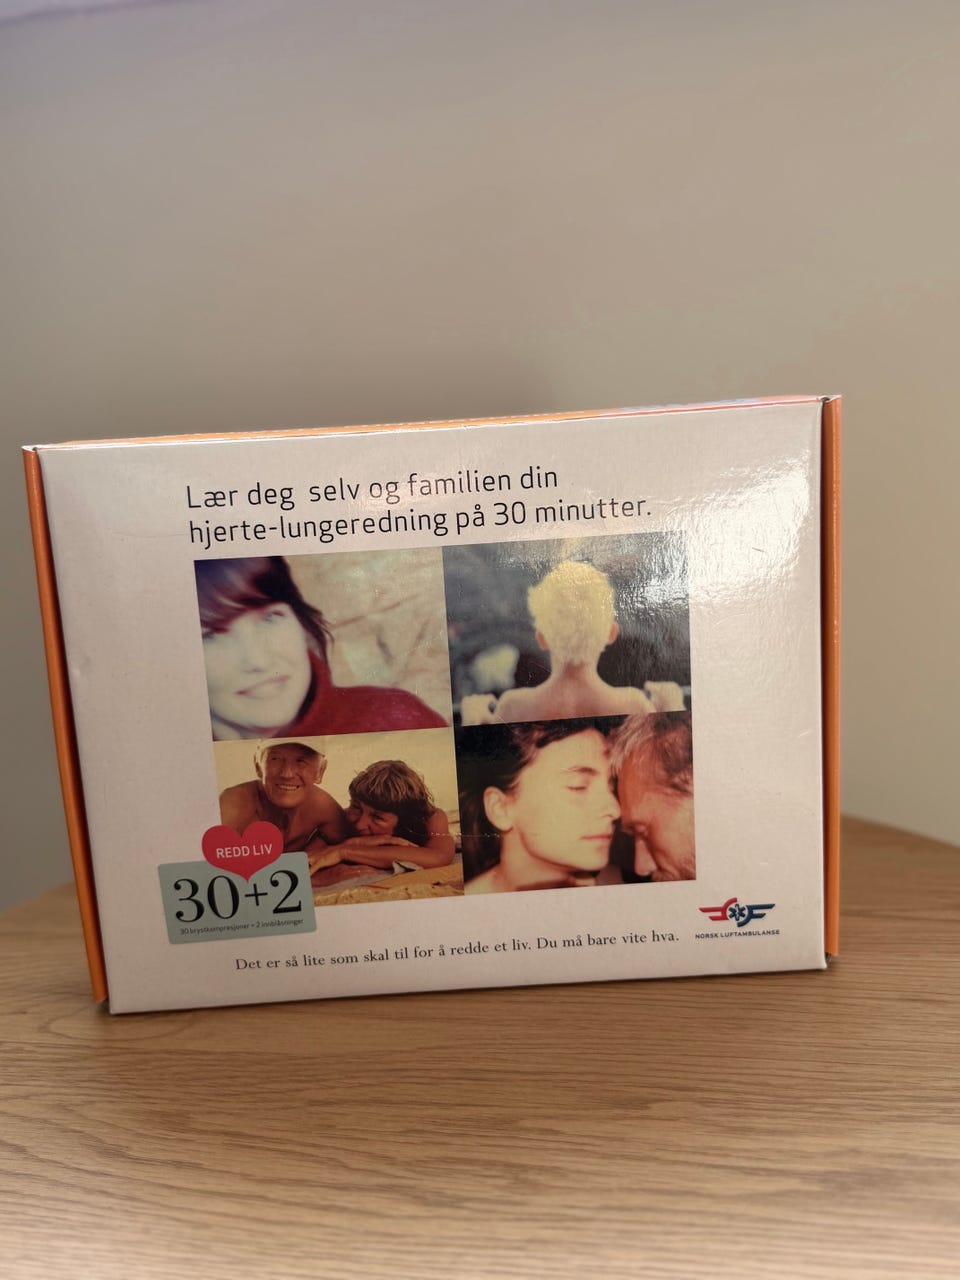 Lær deg selv og familien din
hjerte-lungeredning på 30 minutter.
REDD LIV
30+2
30 brystkompresjoner + 2 innblåsninger
Det er så lite som skal til for å redde et liv. Du må bare vite hva.
NORSK LUFTAMBULANSE